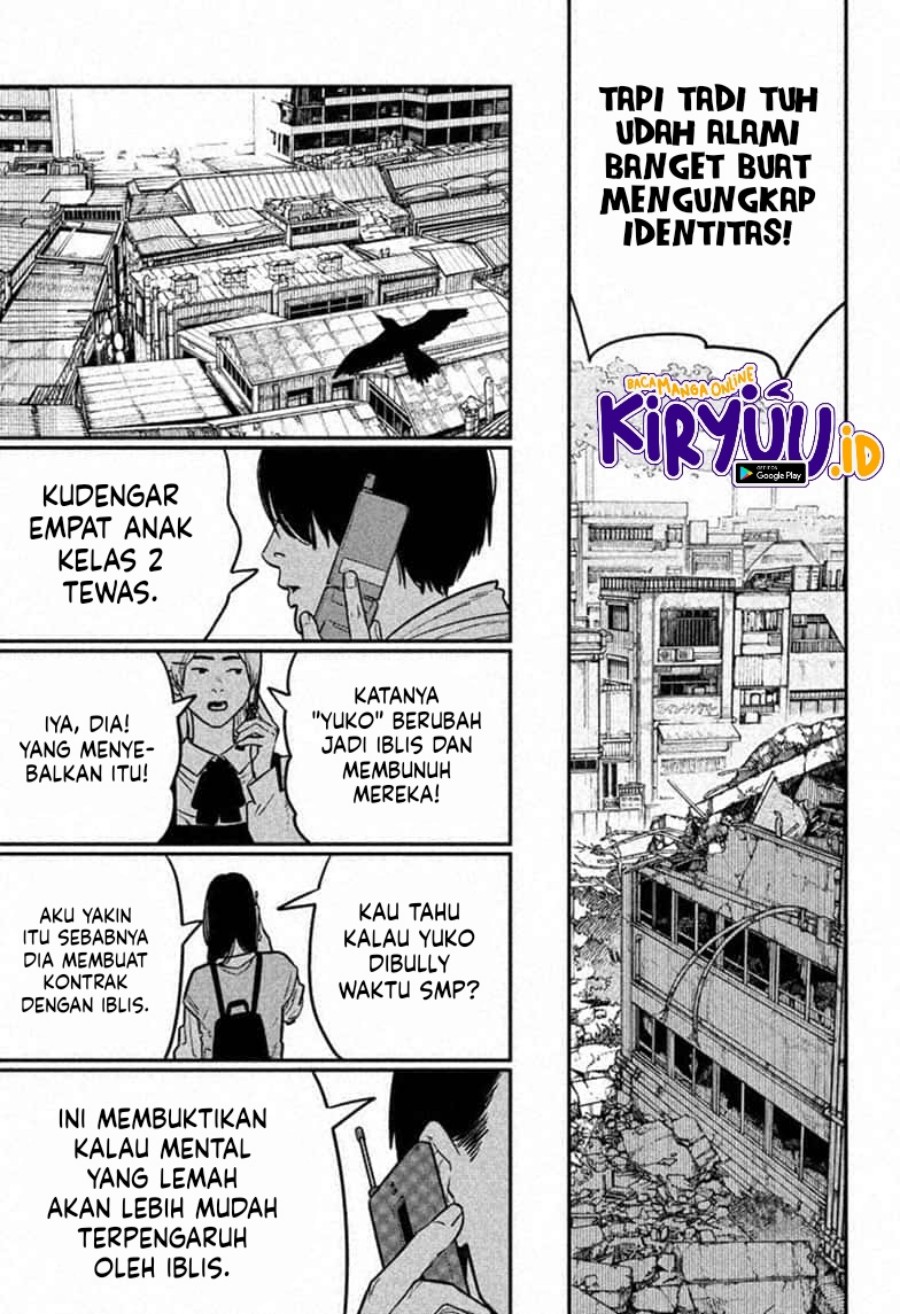 TAPI TADI TUH
UDAH ALAMI
BANGET BUAT
MENGUNGKAP
IDENTITAS!
BACA MANGA ONLINE
KIRYUU.ID
GET IT ON
Google Play
KUDENGAR
EMPAT ANAK
KELAS 2
TEWAS.
KATANYA
"YUKO" BERUBAH
JADI IBLIS DAN
MEMBUNUH
MEREKA!
IYA, DIA!
YANG MENYE-
BALKAN ITU!
KAU TAHU
KALAU YUKO
DIBULLY
WAKTU SMP?
AKU YAKIN
ITU SEBABNYA
DIA MEMBUAT
KONTRAK
DENGAN IBLIS.
INI MEMBUKTIKAN
KALAU MENTAL
YANG LEMAH
AKAN LEBIH MUDAH
TERPENGARUH
OLEH IBLIS.